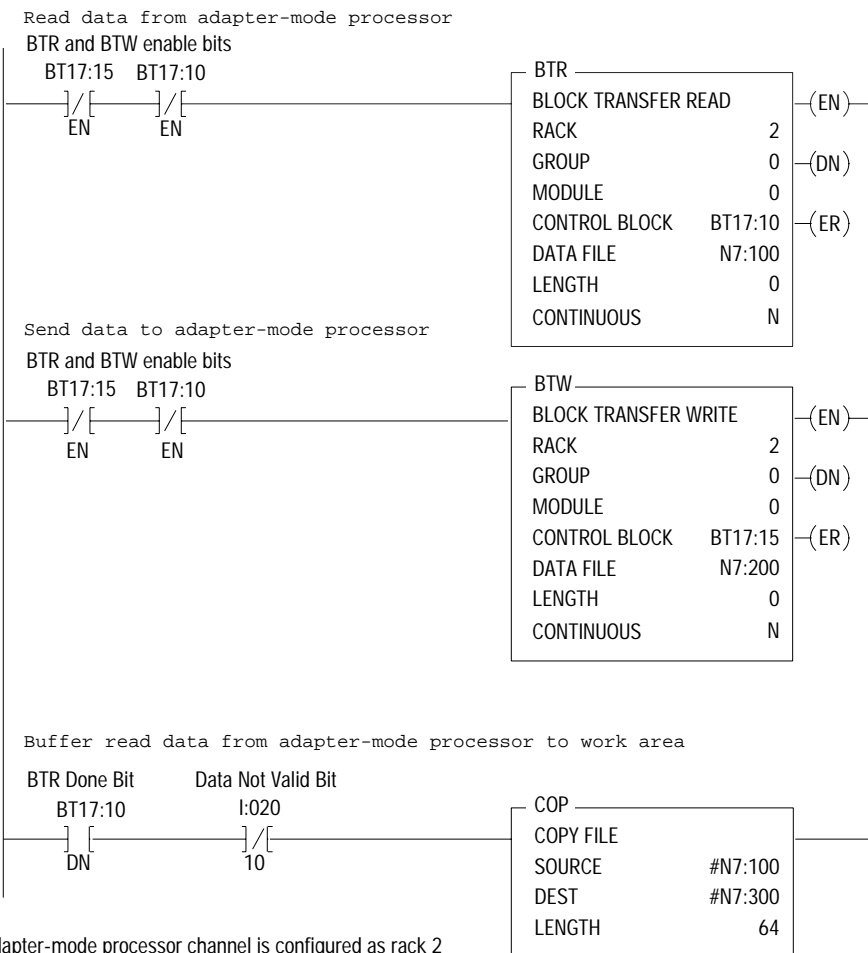 Read data from adapter-mode processor
BTR and BTW enable bits
BT17:15 BT17:10
]/[ ]/[
EN EN
BTR
BLOCK TRANSFER READ (EN)
RACK 2
GROUP 0 (DN)
MODULE 0
CONTROL BLOCK BT17:10 (ER)
DATA FILE N7:100
LENGTH 0
CONTINUOUS N
Send data to adapter-mode processor
BTR and BTW enable bits
BT17:15 BT17:10
]/[ ]/[
EN EN
BTW
BLOCK TRANSFER WRITE (EN)
RACK 2
GROUP 0 (DN)
MODULE 0
CONTROL BLOCK BT17:15 (ER)
DATA FILE N7:200
LENGTH 0
CONTINUOUS N
Buffer read data from adapter-mode processor to work area
BTR Done Bit Data Not Valid Bit
BT17:10 I:020
] [ ]/[
DN 10
COP
COPY FILE
SOURCE #N7:100
DEST #N7:300
LENGTH 64
dapter-mode processor channel is configured as rack 2